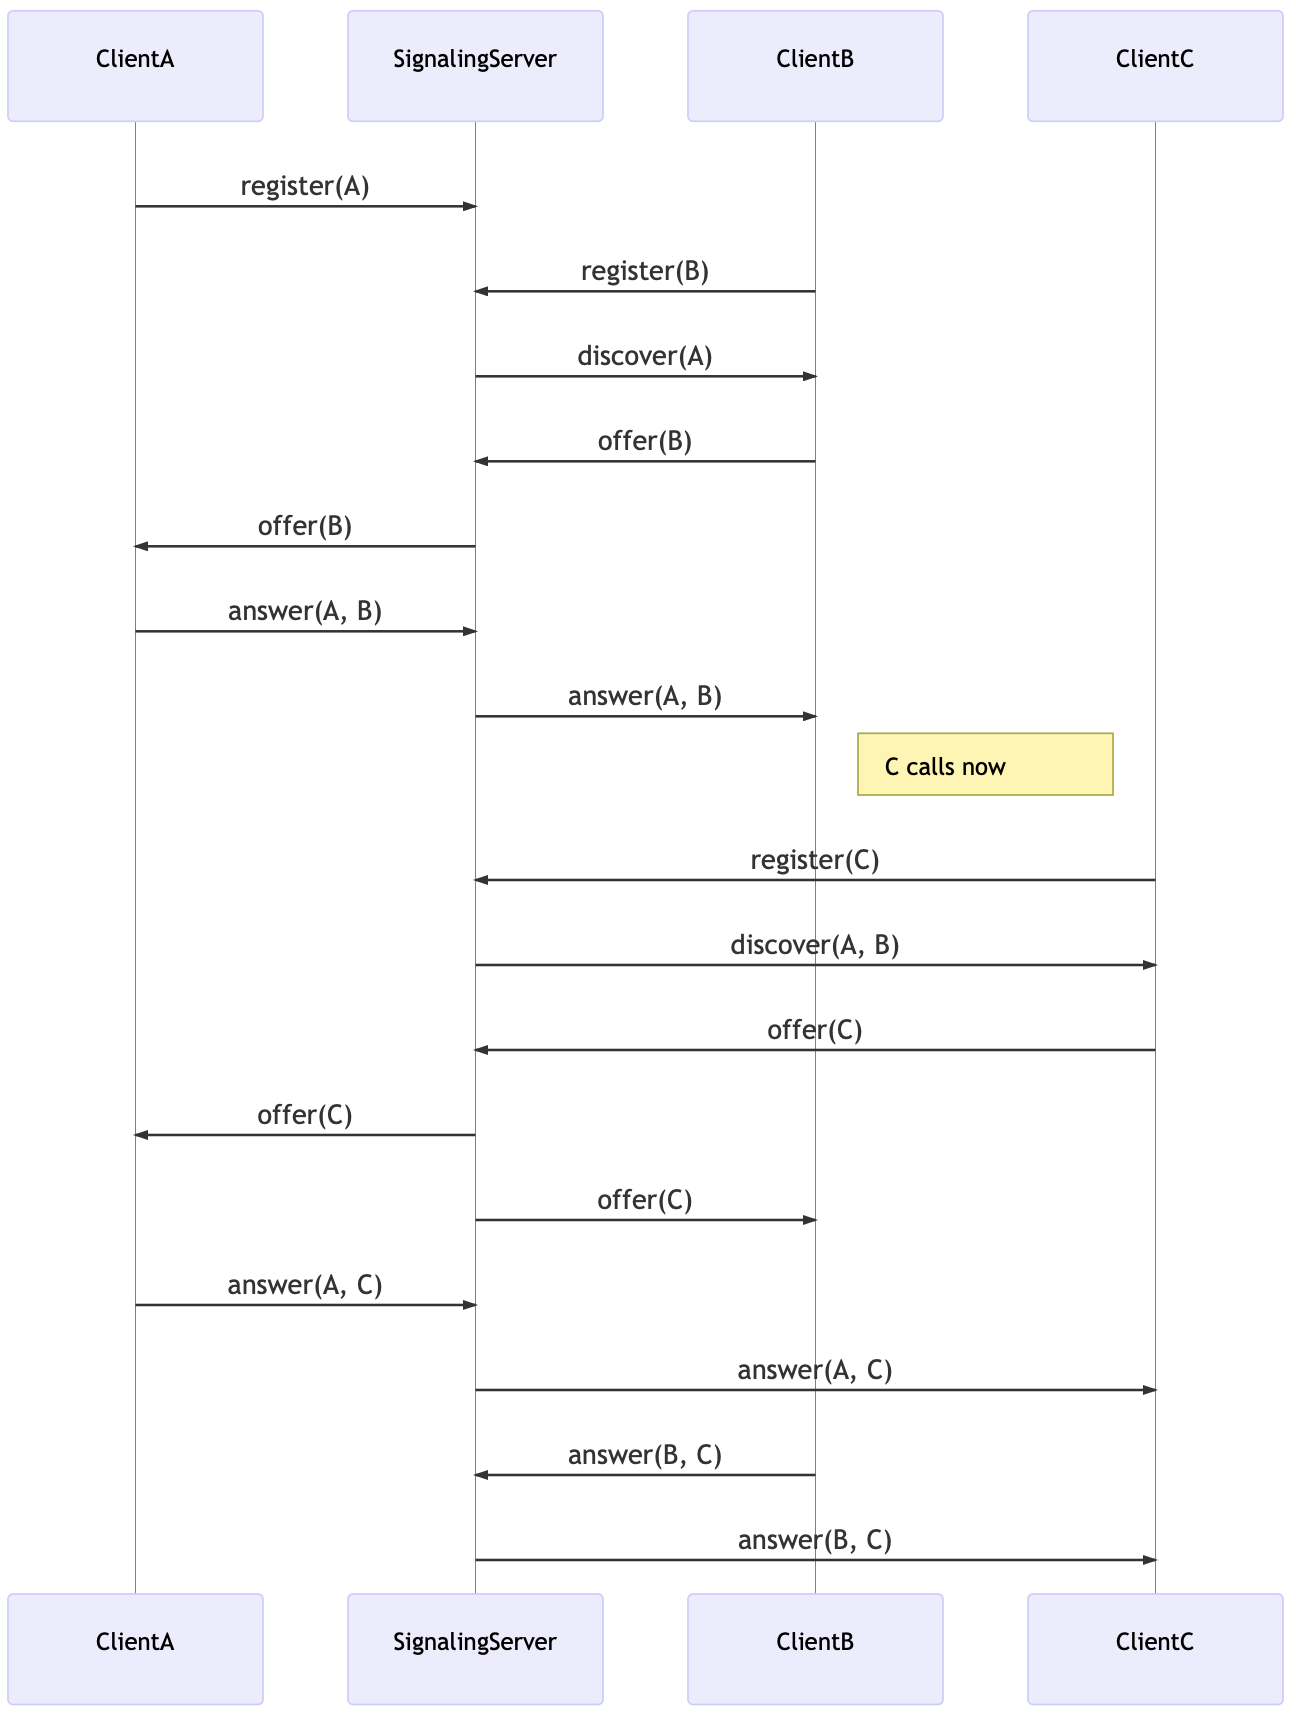 ClientA
SignalingServer
ClientB
ClientC
register(A)
register(B)
discover(A)
offer(B)
offer(B)
answer(A, B)
answer(A, B)
C calls now
register(C)
discover(A, B)
offer(C)
offer(C)
offer(C)
answer(A, C)
answer(A, C)
answer(B, C)
answer(B, C)
ClientA
SignalingServer
ClientB
ClientC